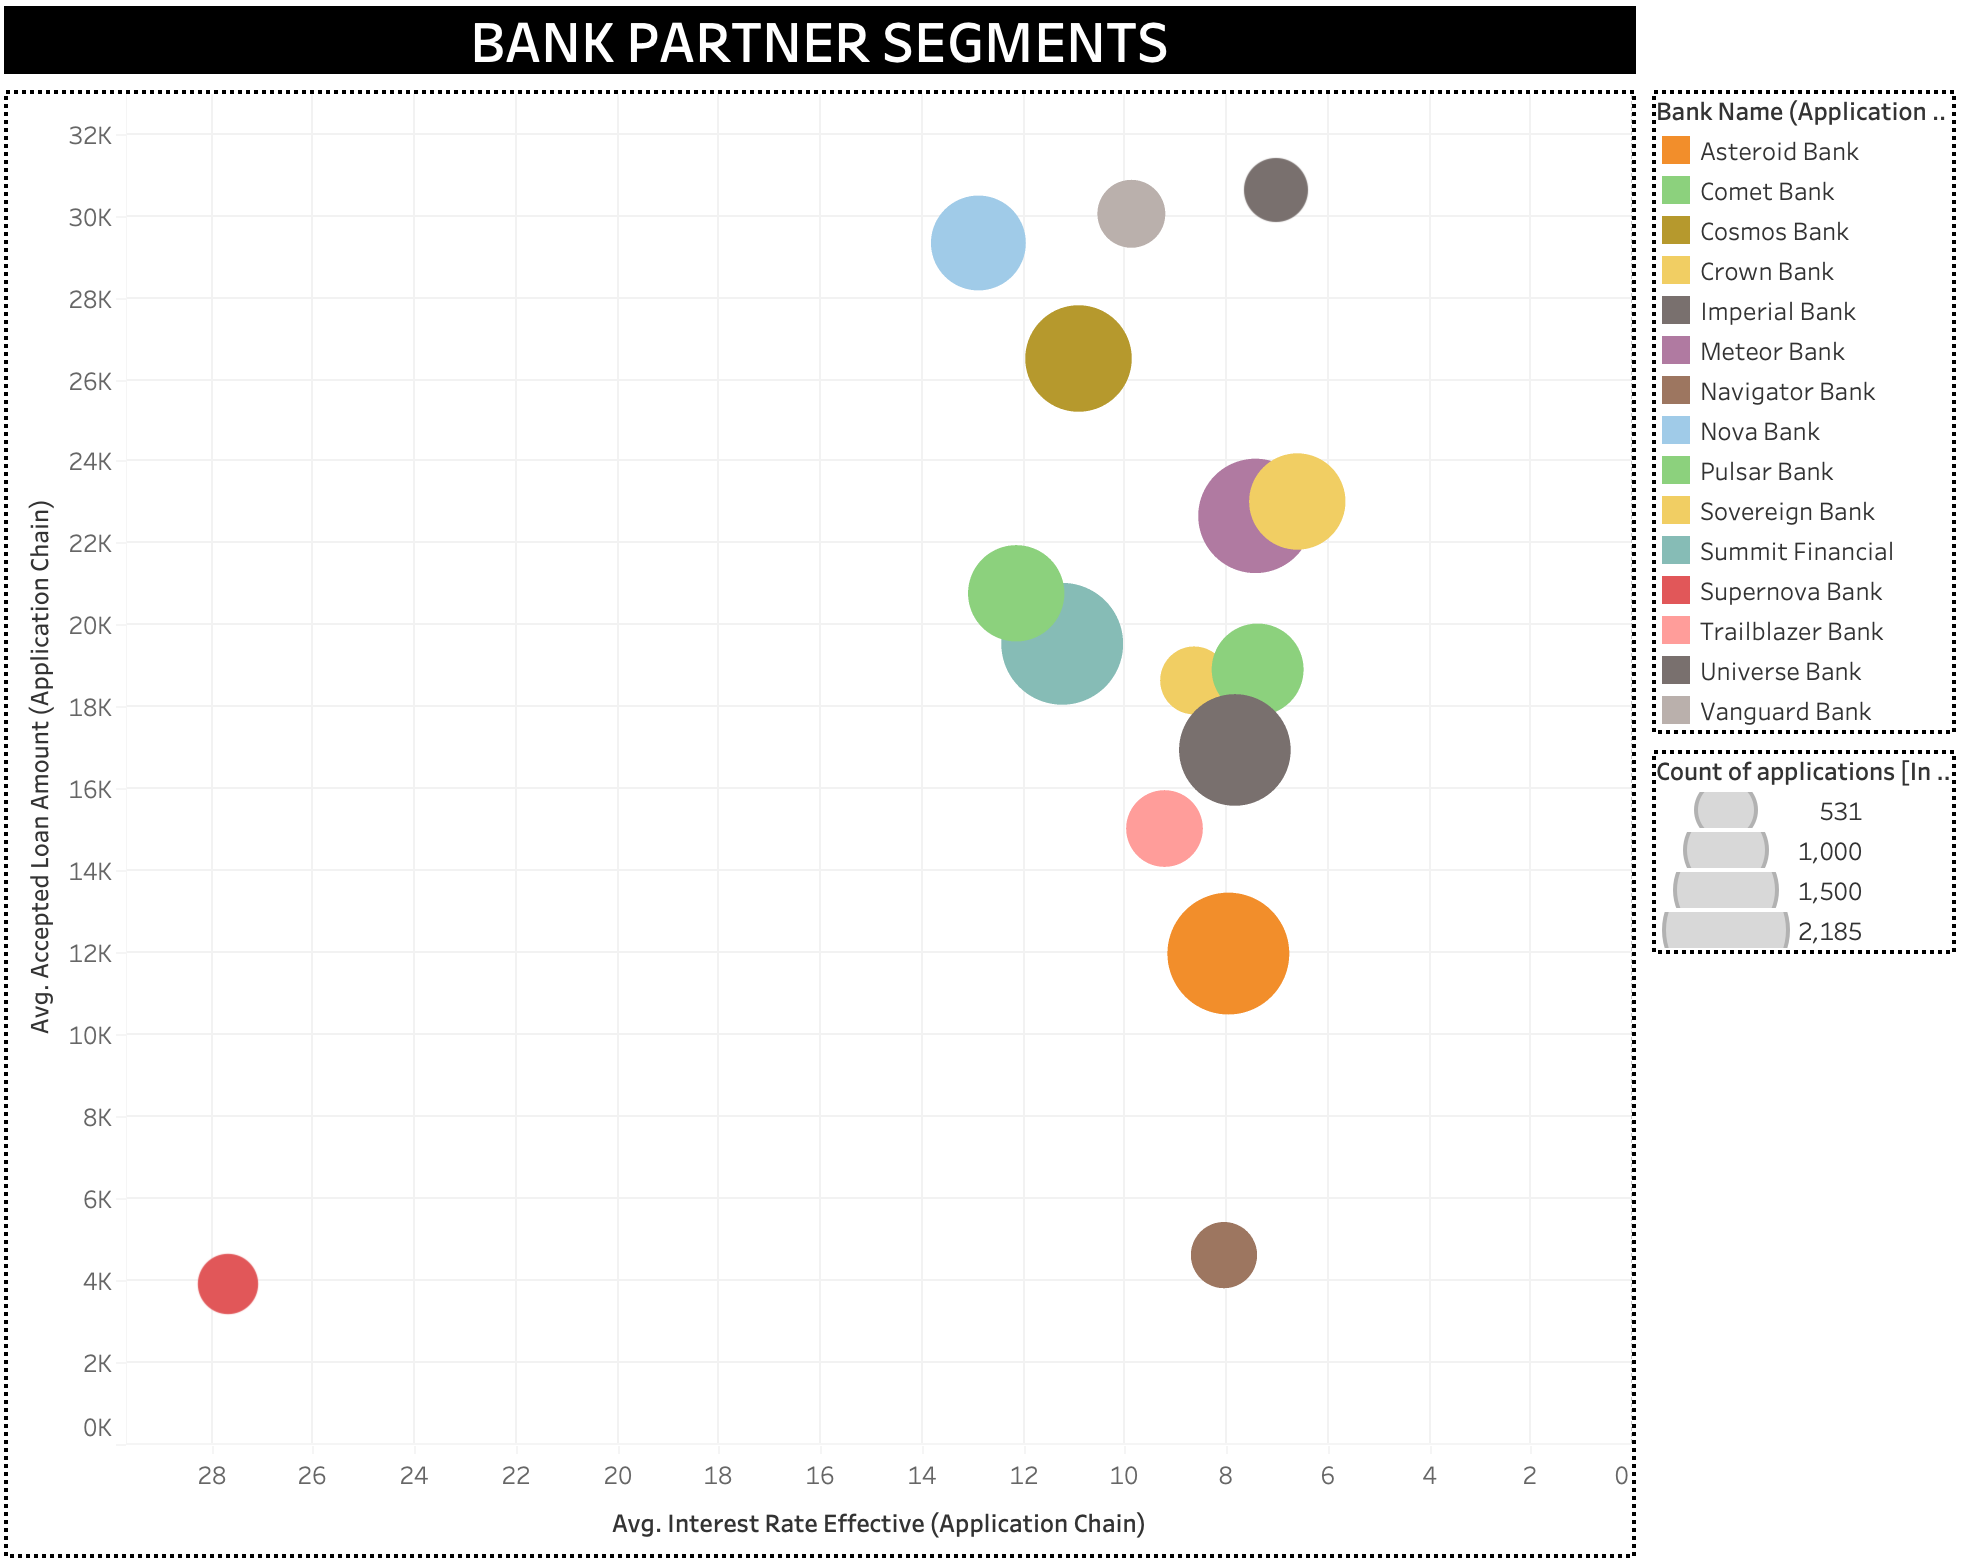 BANK PARTNER SEGMENTS
32K
30K
28K
26K
24K
22K
20K
18K
16K
14K
12K
10K
8K
6K
4K
2K
0K
Avg. Accepted Loan Amount (Application Chain)
28 26 24 22 20 18 16 14 12 10 8 6 4 2 0
Avg. Interest Rate Effective (Application Chain)
Bank Name (Application ..
Asteroid Bank
Comet Bank
Cosmos Bank
Crown Bank
Imperial Bank
Meteor Bank
Navigator Bank
Nova Bank
Pulsar Bank
Sovereign Bank
Summit Financial
Supernova Bank
Trailblazer Bank
Universe Bank
Vanguard Bank
Count of applications [In ..
531
1,000
1,500
2,185